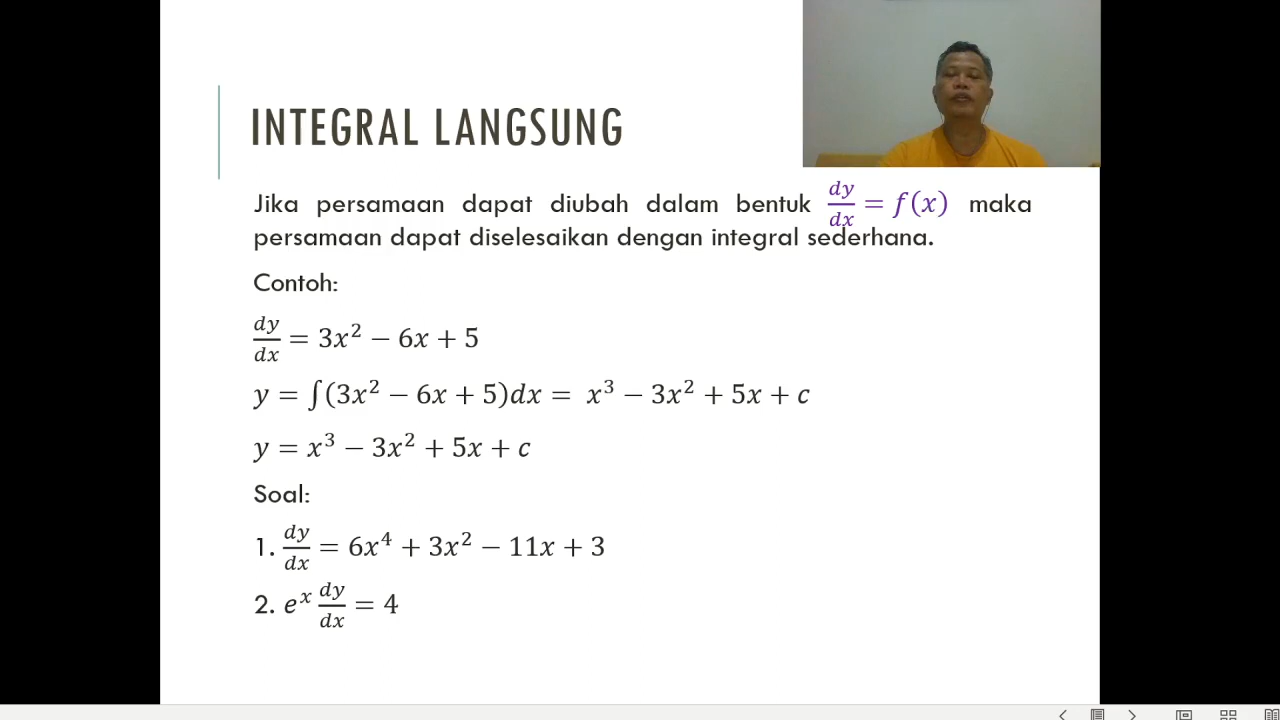 INTEGRAL LANGSUNG
Jika persamaan dapat diubah dalam bentuk dy/dx = f(x) maka
persamaan dapat diselesaikan dengan integral sederhana.
Contoh:
dy/dx = 3x² − 6x + 5
y = ∫(3x² − 6x + 5)dx = x³ − 3x² + 5x + c
y = x³ − 3x² + 5x + c
Soal:
1. dy/dx = 6x⁴ + 3x² − 11x + 3
2. eˣ dy/dx = 4